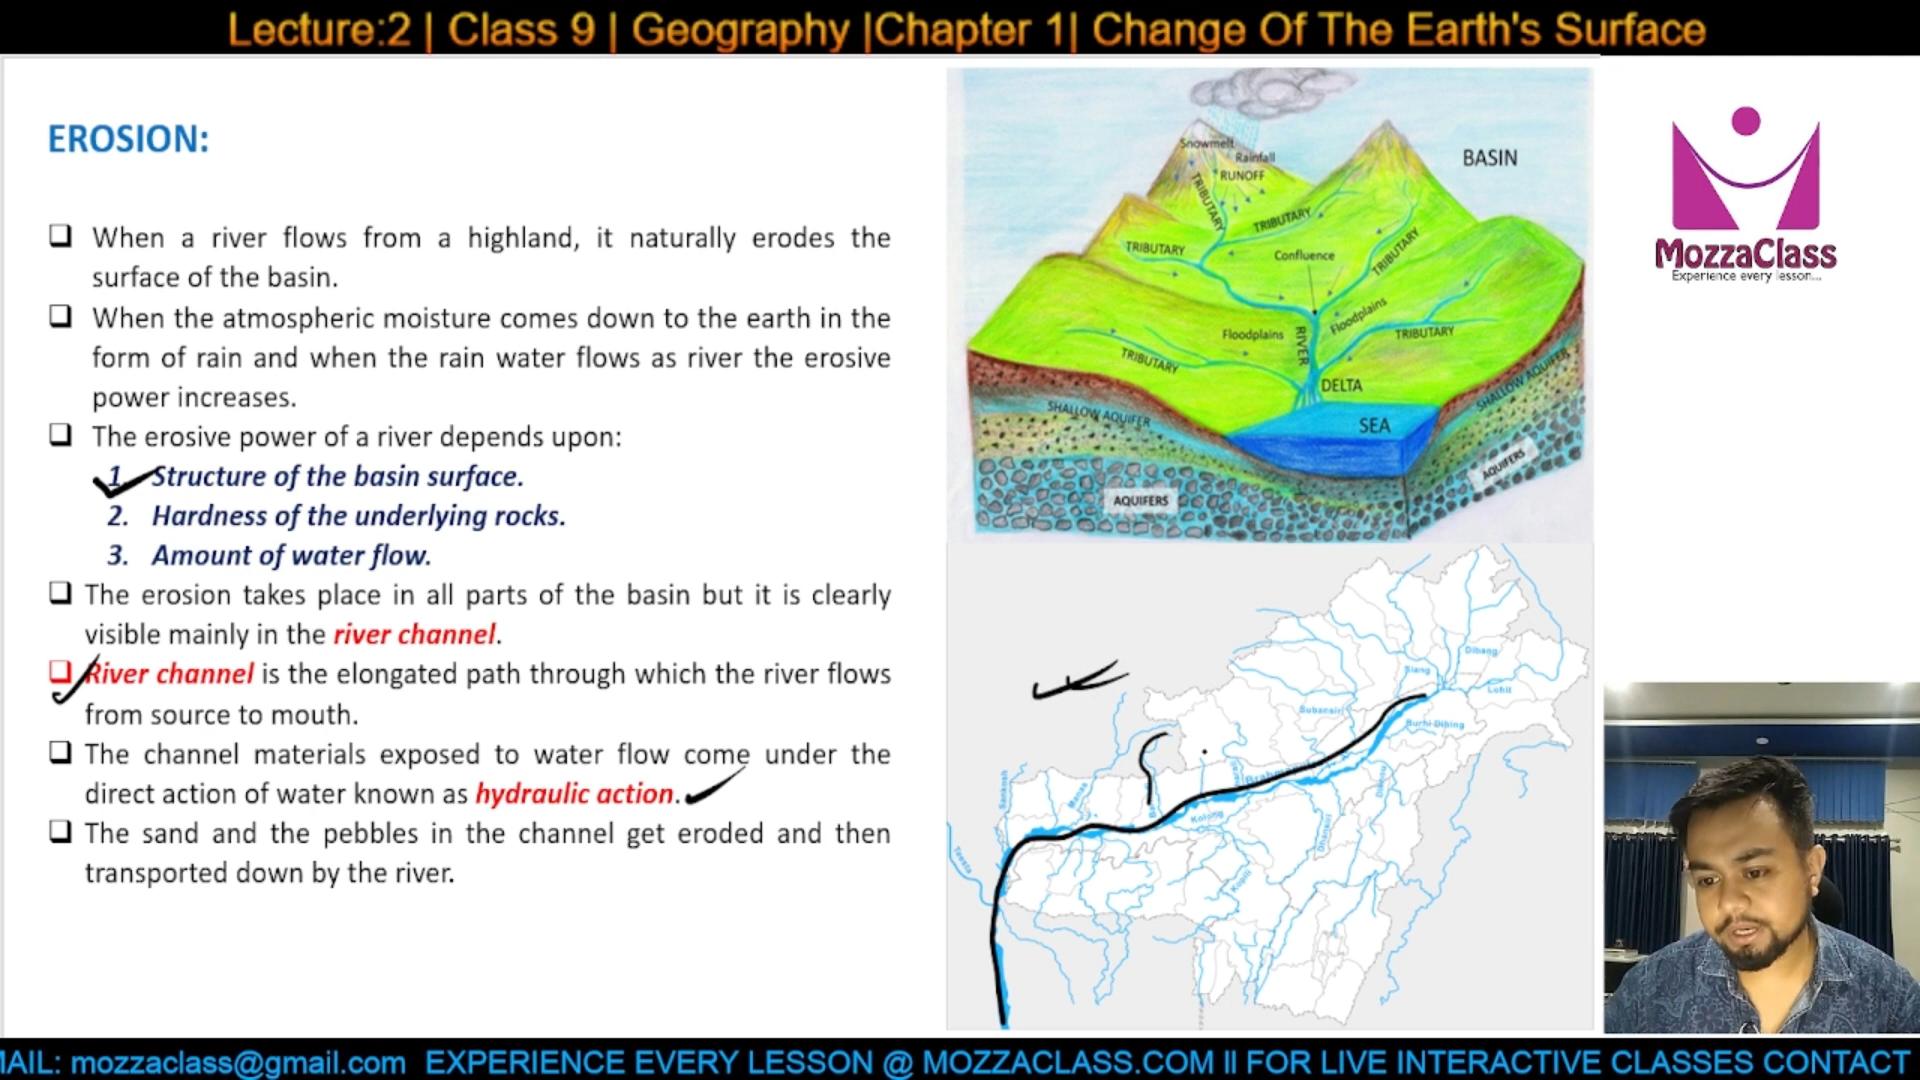 Lecture:2 | Class 9 | Geography |Chapter 1| Change Of The Earth's Surface
EROSION:
❑ When a river flows from a highland, it naturally erodes the
surface of the basin.
❑ When the atmospheric moisture comes down to the earth in the
form of rain and when the rain water flows as river the erosive
power increases.
❑ The erosive power of a river depends upon:
1. Structure of the basin surface.
2. Hardness of the underlying rocks.
3. Amount of water flow.
❑ The erosion takes place in all parts of the basin but it is clearly
visible mainly in the river channel.
❑ River channel is the elongated path through which the river flows
from source to mouth.
❑ The channel materials exposed to water flow come under the
direct action of water known as hydraulic action.
❑ The sand and the pebbles in the channel get eroded and then
transported down by the river.
Snowmelt
Rainfall
RUNOFF
BASIN
TRIBUTARY
TRIBUTARY
TRIBUTARY
TRIBUTARY
Confluence
Floodplains
Floodplains
RIVER
TRIBUTARY
TRIBUTARY
DELTA
SHALLOW AQUIFER
SHALLOW AQUIFER
SEA
AQUIFERS
AQUIFERS
Dibang
Siang
Lohit
Subansiri
Burhi Dihing
Sankosh
Manas
Kolong
Dhansiri
Dikhou
Kopili
Teesta
MozzaClass
Experience every lesson...
MAIL: mozzaclass@gmail.com EXPERIENCE EVERY LESSON @ MOZZACLASS.COM II FOR LIVE INTERACTIVE CLASSES CONTACT